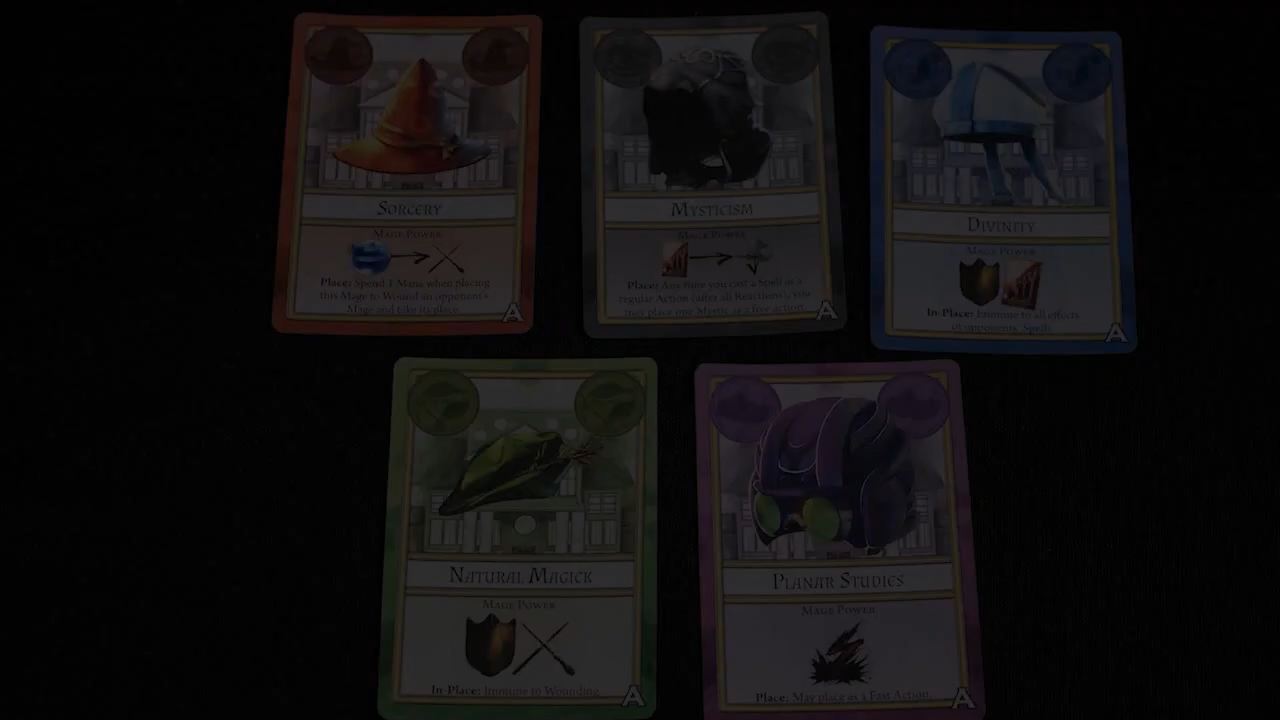 SORCERY
MAGE POWER
Place: Spend 1 Mana when placing
this Mage to Wound an opponent's
Mage and take its place.
A
MYSTICISM
MAGE POWER
Place: Any time you cast a Spell as a
regular Action (after all Reactions), you
may place one Mystic as a free action.
A
DIVINITY
MAGE POWER
In-Place: Immune to all effects
of opponents' Spells.
A
NATURAL MAGICK
MAGE POWER
In-Place: Immune to Wounding.
A
PLANAR STUDIES
MAGE POWER
Place: May place as a Fast Action.
A